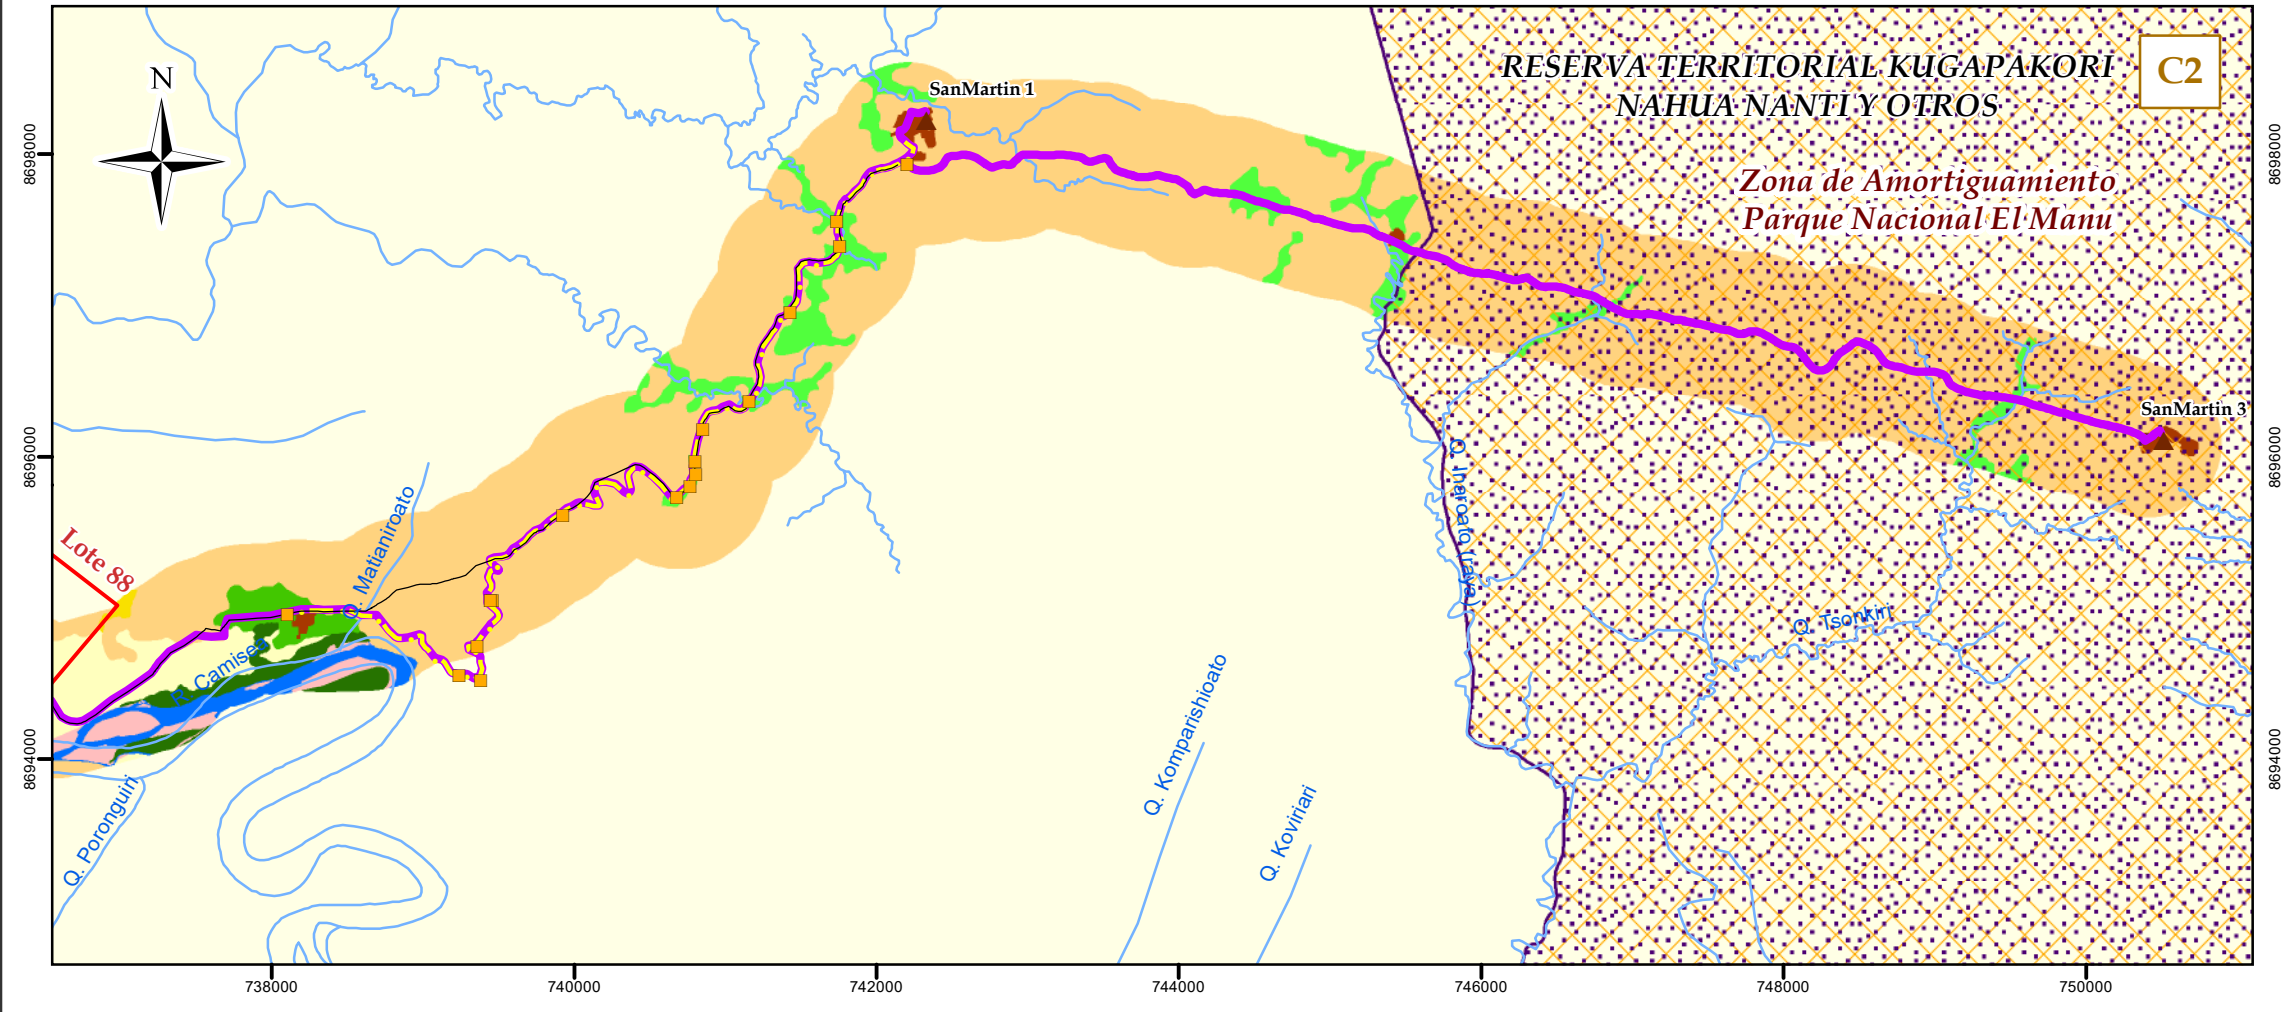 RESERVA TERRITORIAL KUGAPAKORI
NAHUA NANTI Y OTROS
C2
N
SanMartin 1
Zona de Amortiguamiento
Parque Nacional El Manu
8698000
8698000
SanMartin 3
8696000
8696000
Lote 88
Q. Matianiroato
Q. Inaroato (Iraya)
Q. Tsonkiri
R. Camisea
Q. Komparishioato
8694000
8694000
Q. Poronguiri
Q. Koviriari
738000
740000
742000
744000
746000
748000
750000